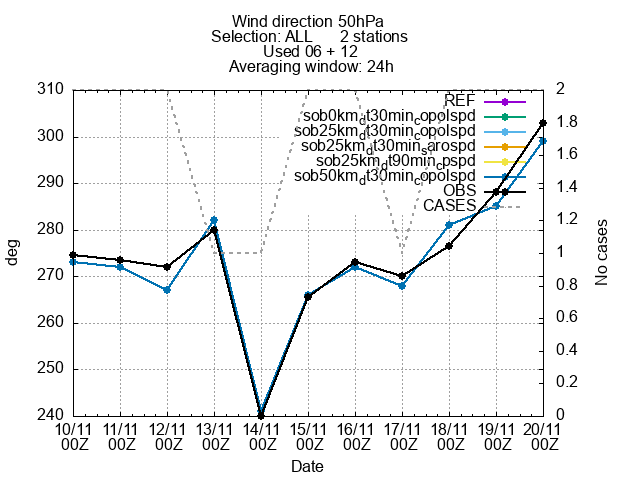 Wind direction 50hPa
Selection: ALL 2 stations
Used 06 + 12
Averaging window: 24h
310
300
290
280
270
260
250
240
deg
2
1.8
1.6
1.4
1.2
1
0.8
0.6
0.4
0.2
0
No cases
REF
sob0km_dt30min_copolspd
sob25km_dt30min_copolspd
sob25km_dt30min_sarospd
sob25km_dt90min_cpspd
sob50km_dt30min_copolspd
OBS
CASES
10/11 00Z
11/11 00Z
12/11 00Z
13/11 00Z
14/11 00Z
15/11 00Z
16/11 00Z
17/11 00Z
18/11 00Z
19/11 00Z
20/11 00Z
Date